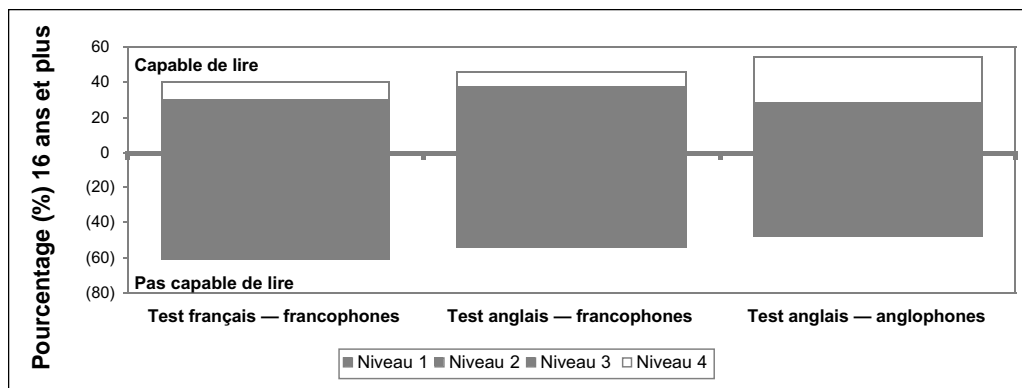 Pourcentage (%) 16 ans et plus
60
40
20
0
(20)
(40)
(60)
(80)
Capable de lire
Pas capable de lire
Test français — francophones
Test anglais — francophones
Test anglais — anglophones
Niveau 1
Niveau 2
Niveau 3
Niveau 4